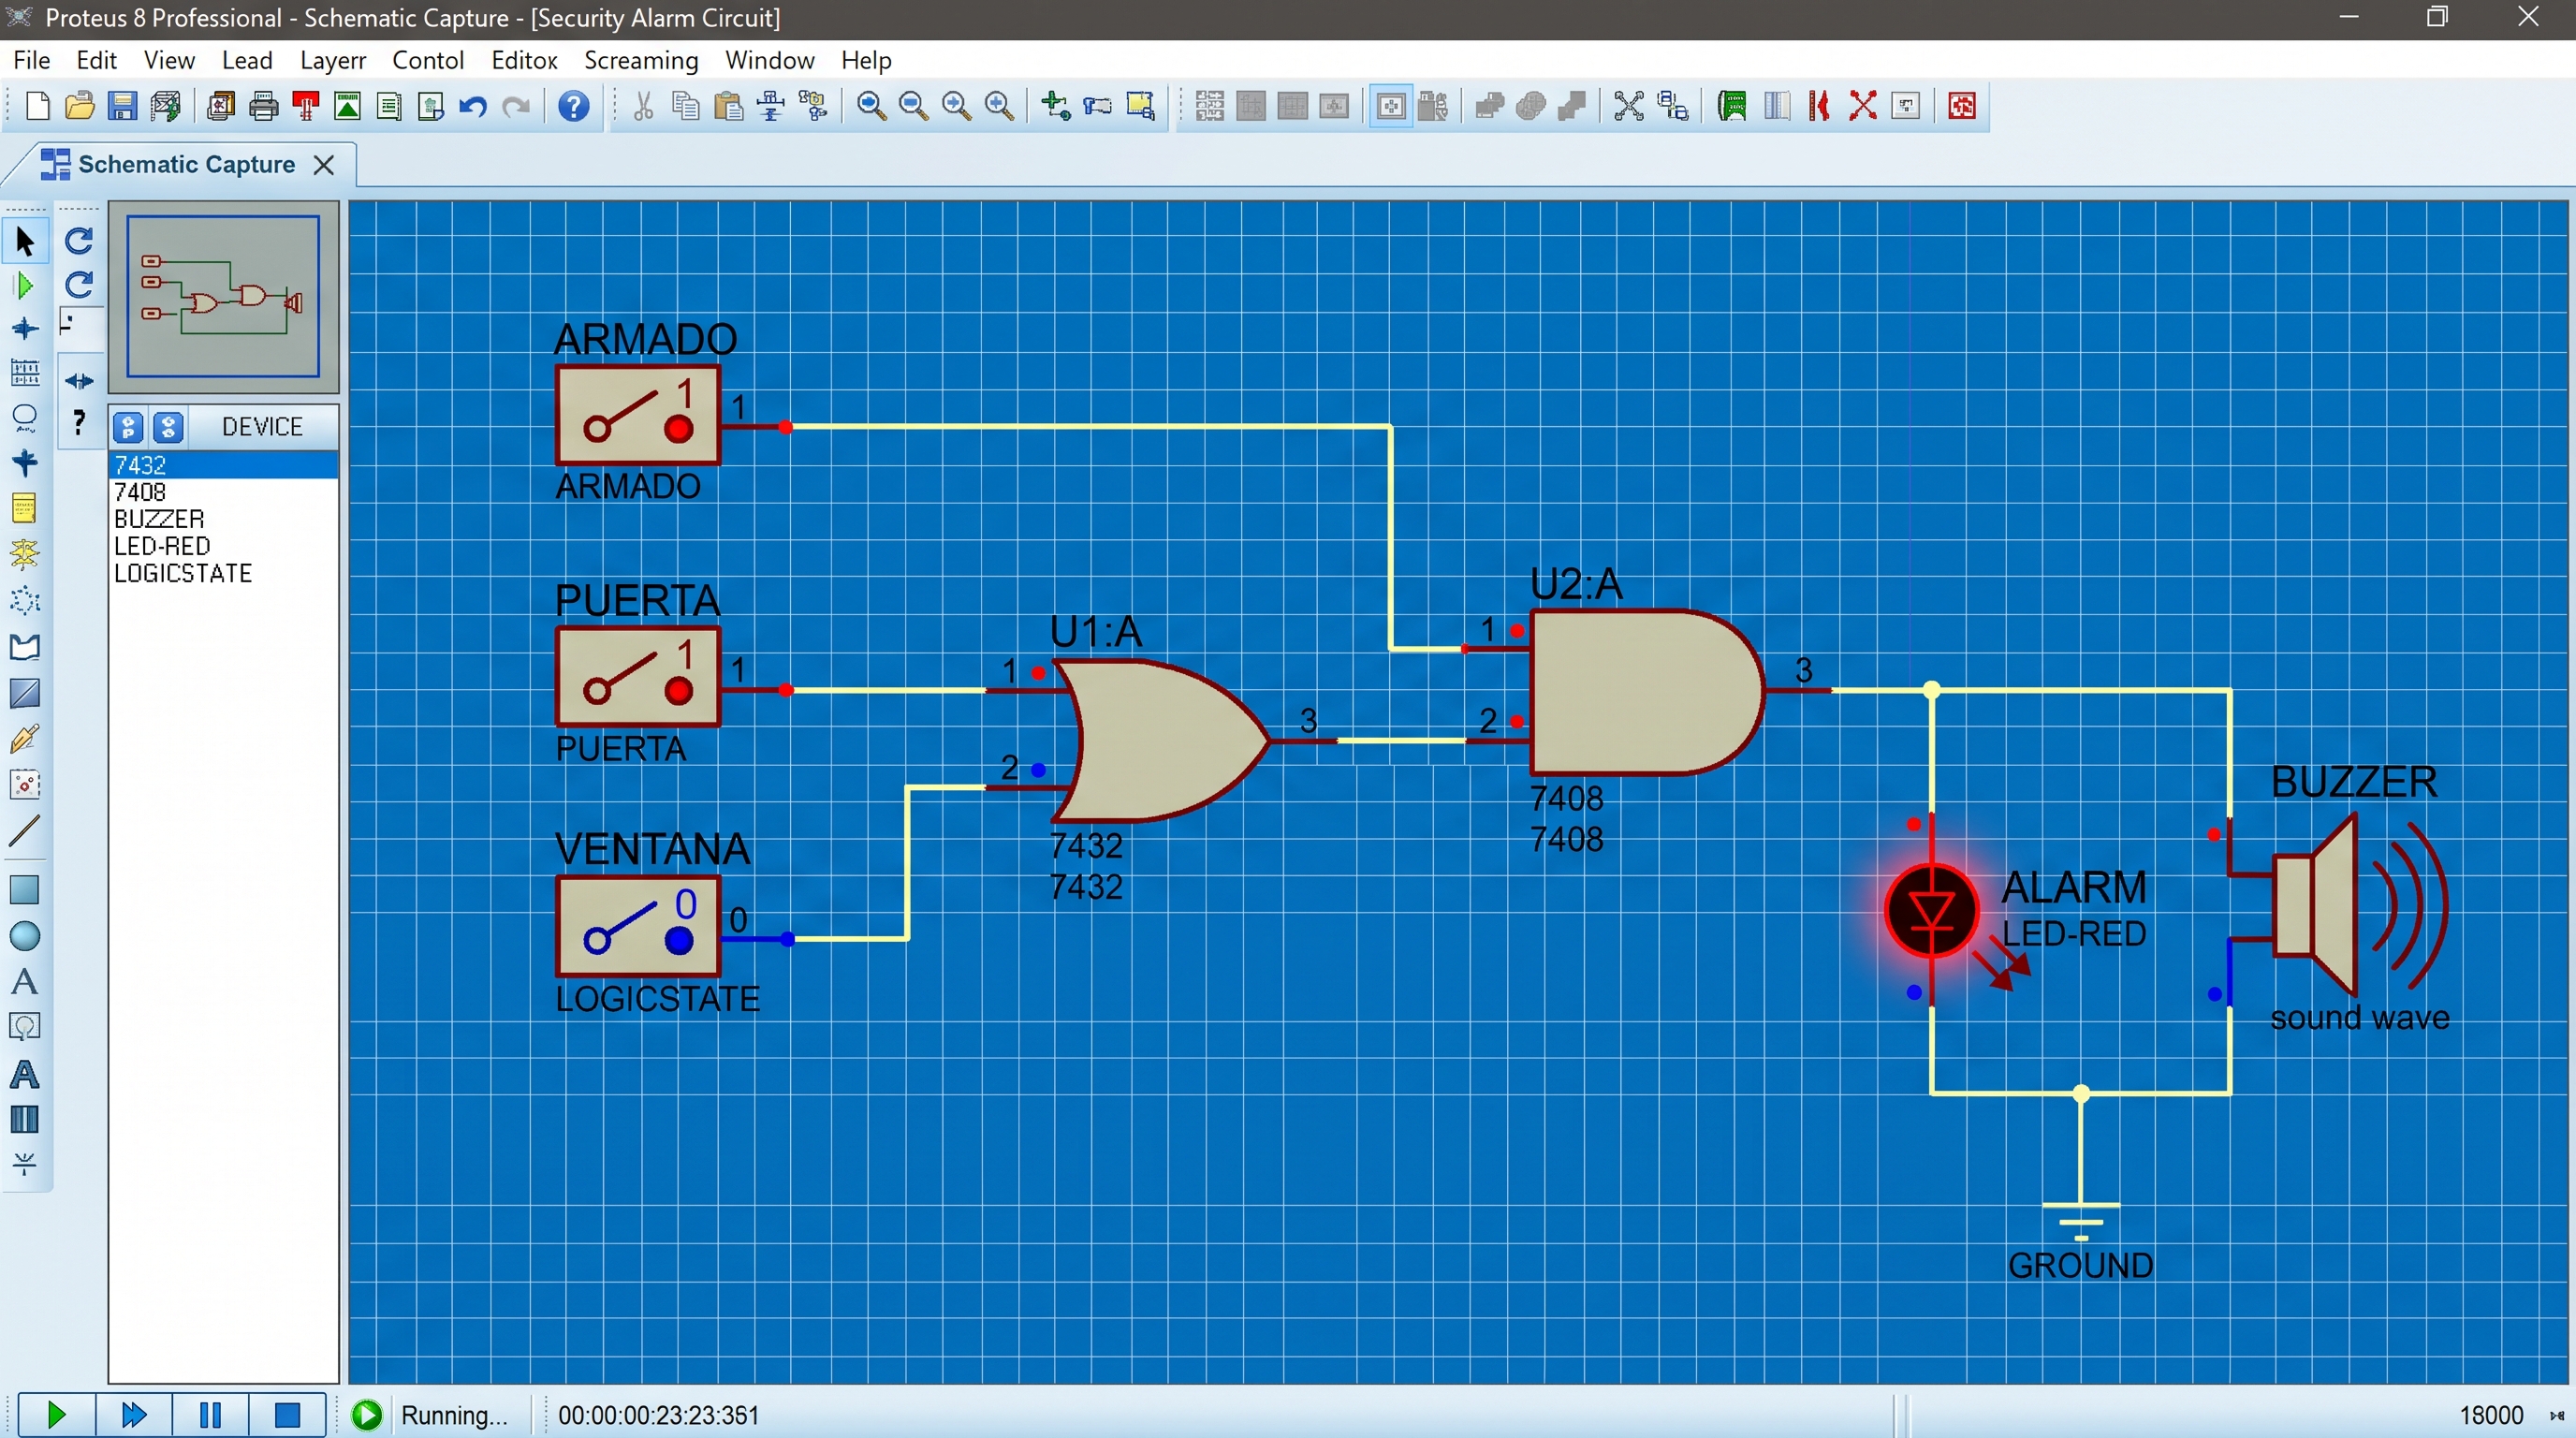 Proteus 8 Professional - Schematic Capture - [Security Alarm Circuit]
File Edit View Lead Layerr Contol Editox Screaming Window Help
Schematic Capture
DEVICE
7432
7408
BUZZER
LED-RED
LOGICSTATE
ARMADO
1
1
ARMADO
PUERTA
1
1
PUERTA
VENTANA
0
0
LOGICSTATE
U1:A
1
2
3
7432
7432
U2:A
1
2
3
7408
7408
ALARM
LED-RED
BUZZER
sound wave
GROUND
Running...
00:00:00:23:23:361
18000